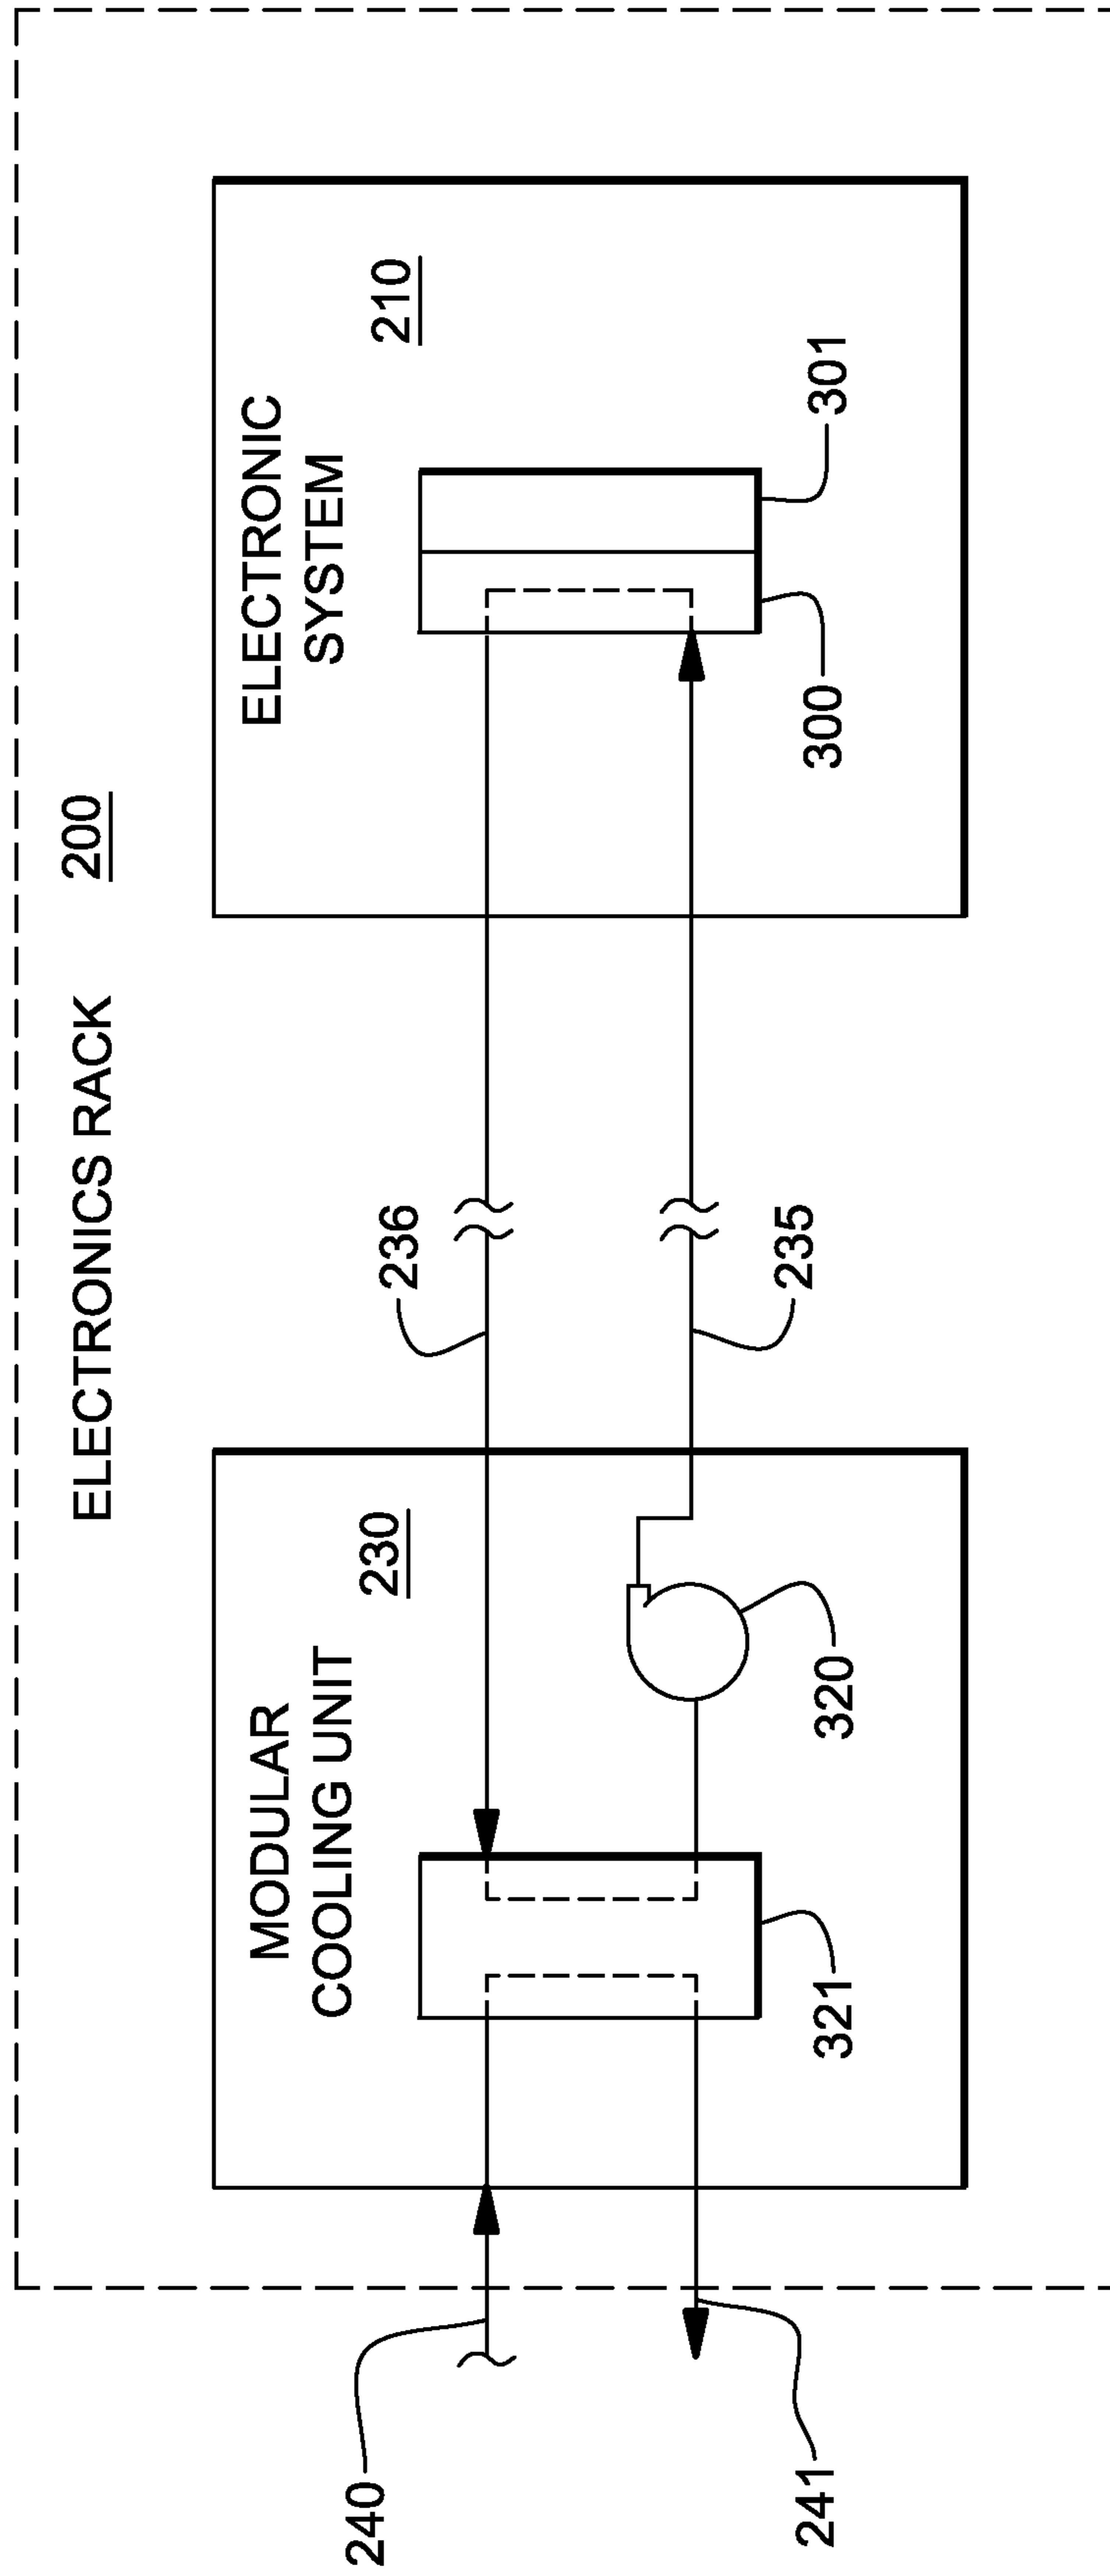 ELECTRONICS RACK 200
MODULAR
COOLING UNIT
230
ELECTRONIC
SYSTEM
210
236
235
240
241
321
320
300
301